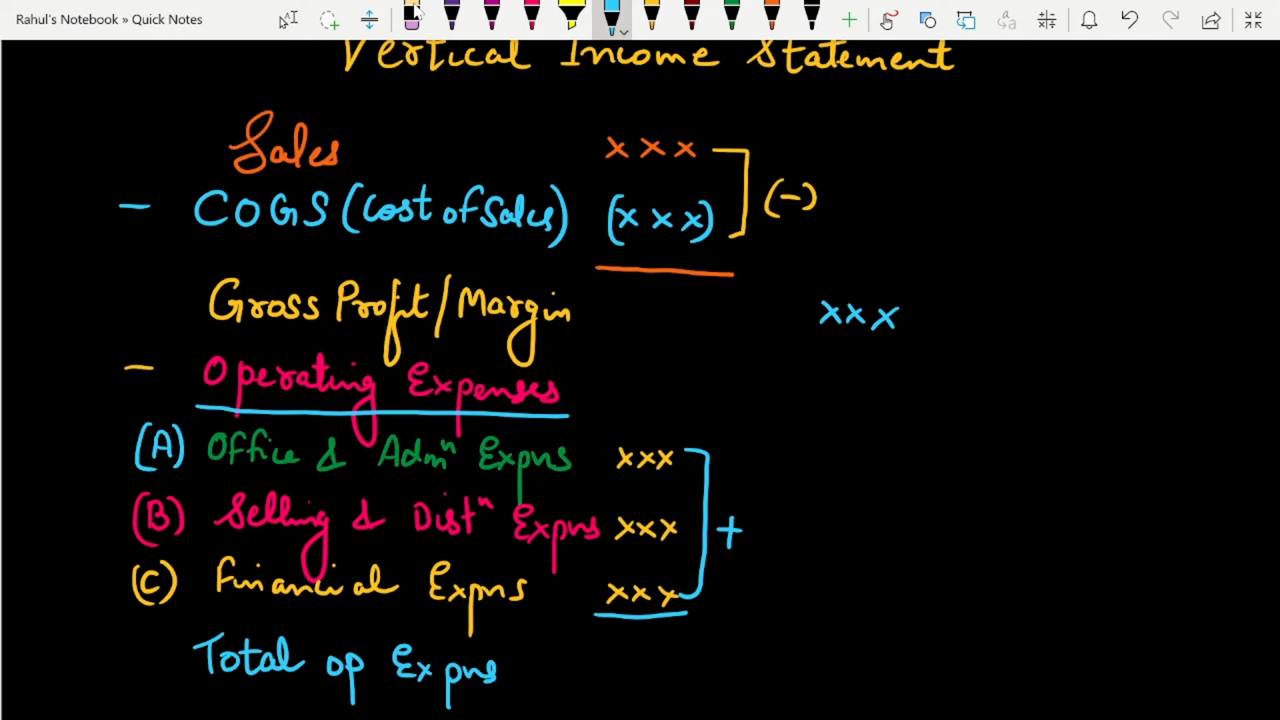 Rahul's Notebook » Quick Notes
Vertical Income Statement
Sales xxx
- COGS (Cost of Sales) (xxx) (-)
Gross Profit/Margin xxx
- Operating Expenses
(A) Office & Admⁿ Expns xxx
(B) Selling & Distⁿ Expns xxx +
(C) Financial Expns xxx
Total op Expns